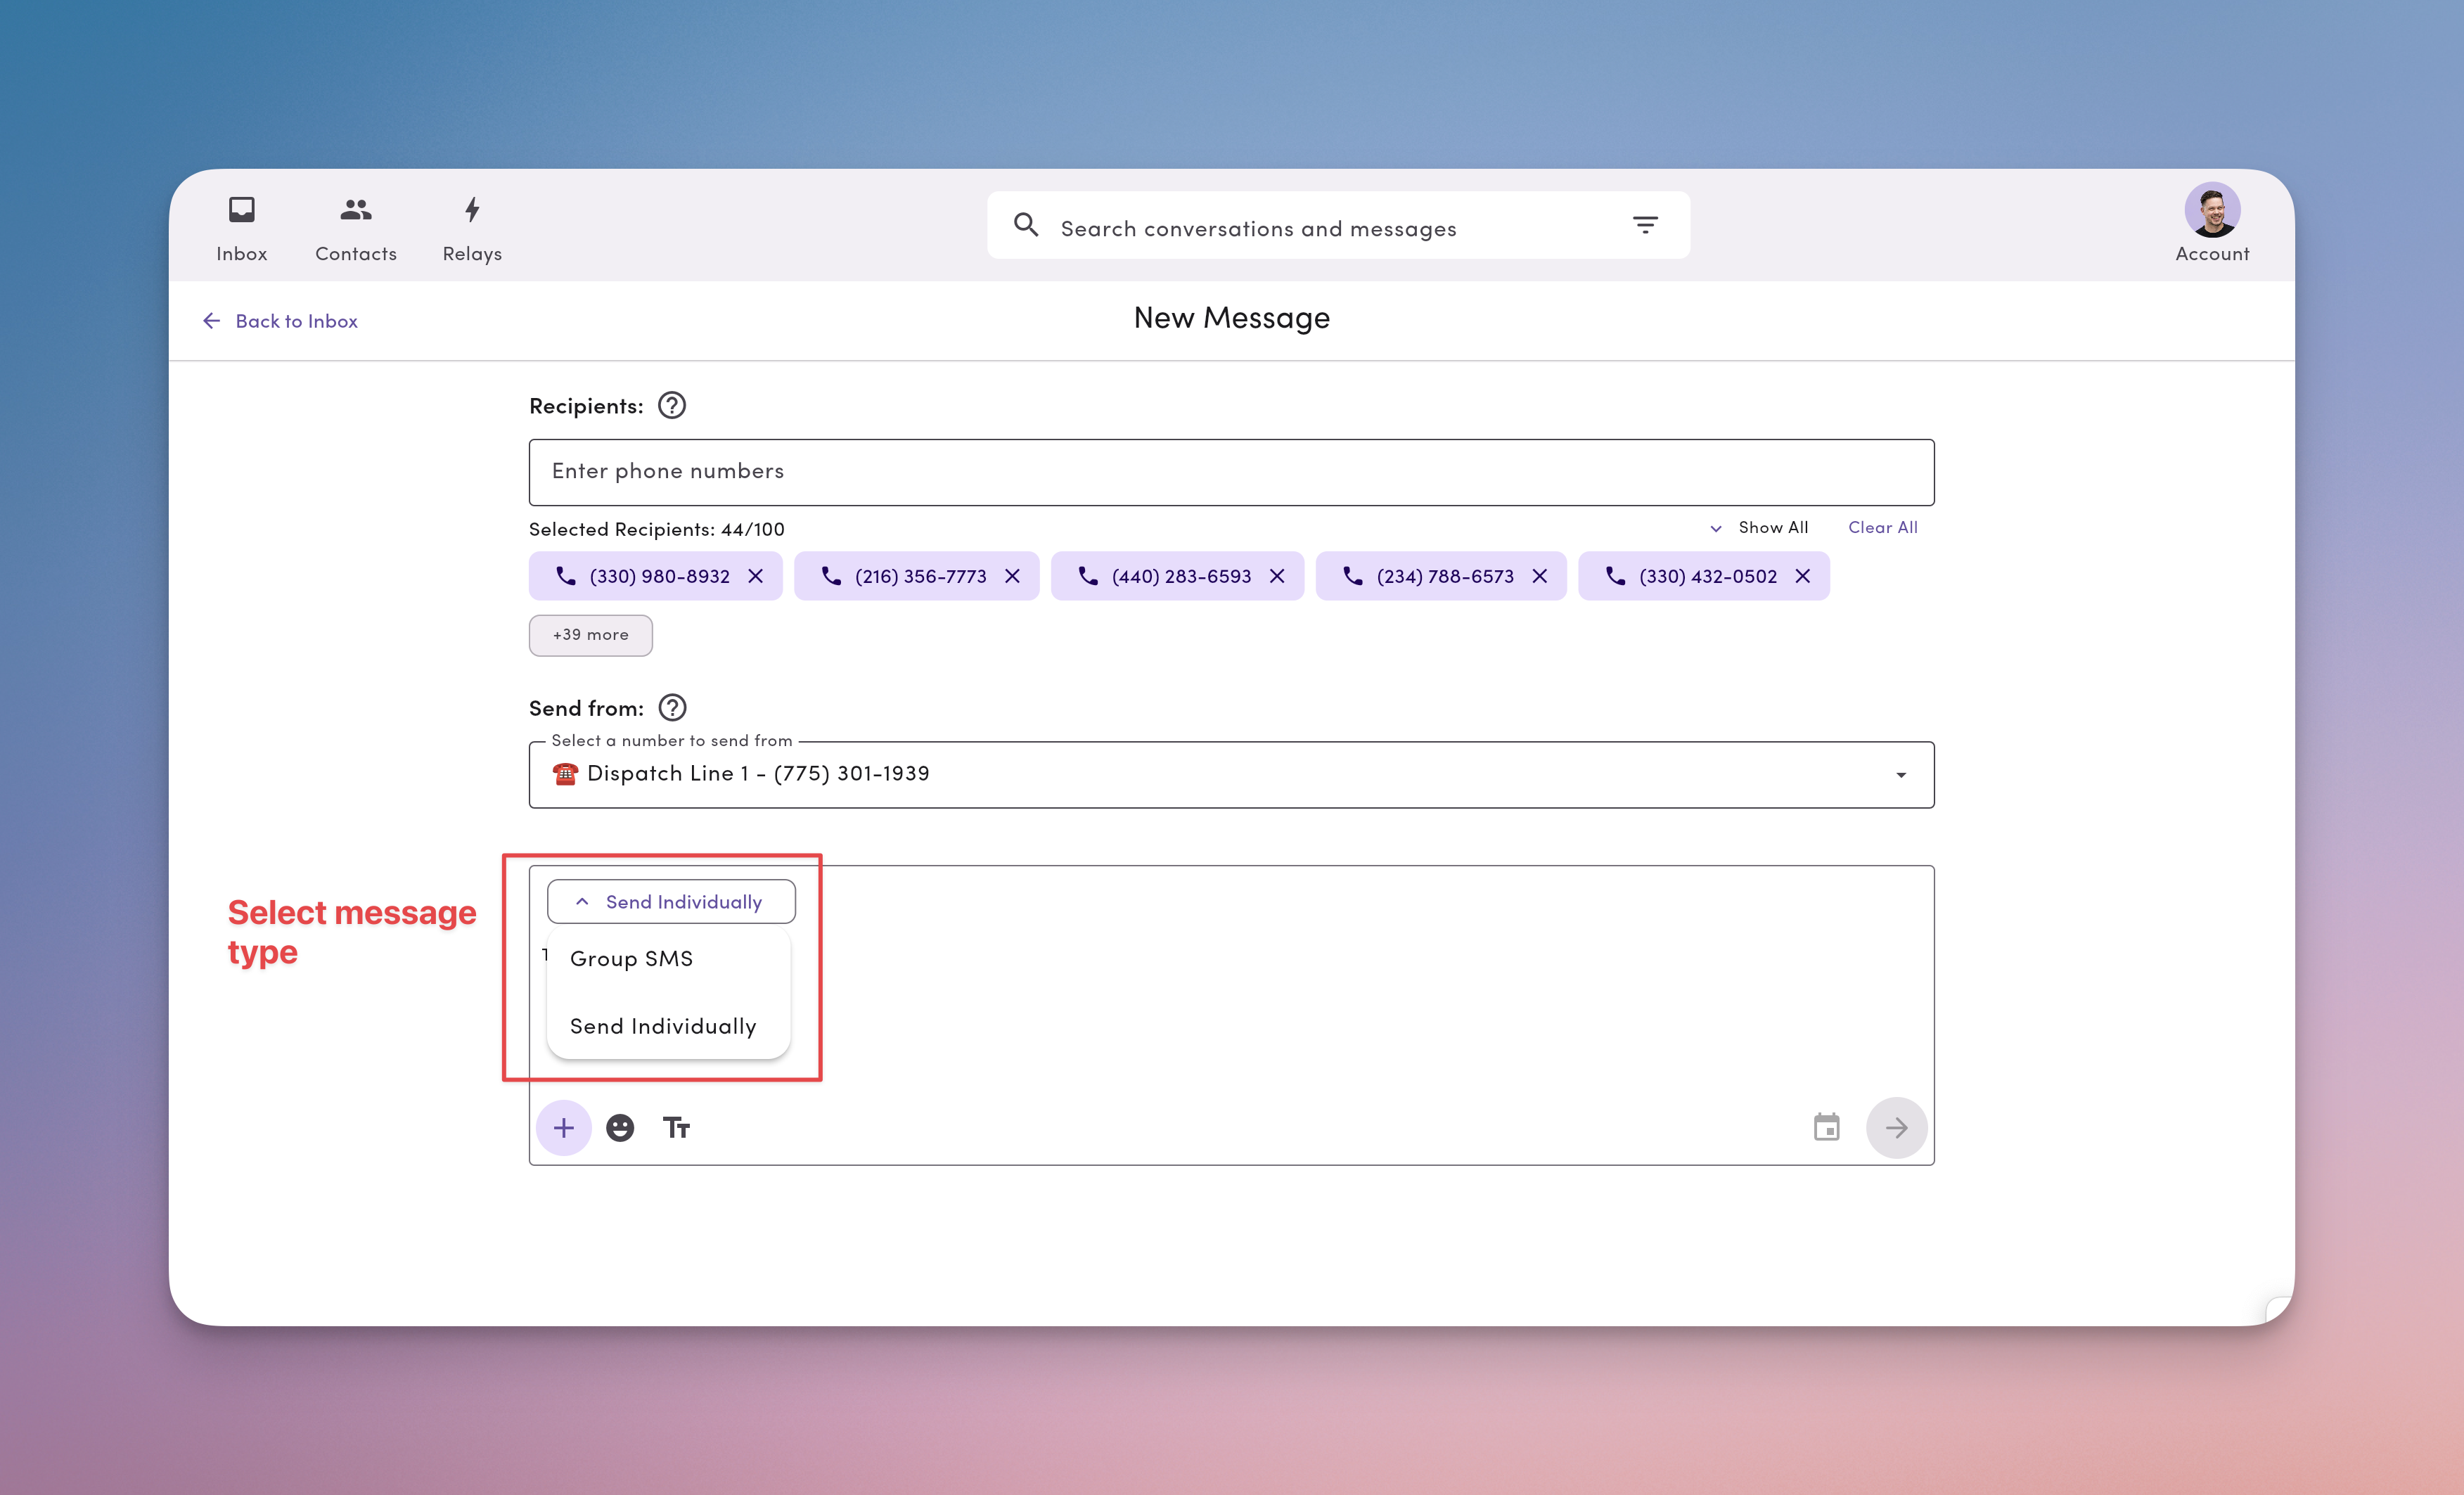 Inbox
Contacts
Relays
Search conversations and messages
Account
Back to Inbox
New Message
Recipients:
Enter phone numbers
Selected Recipients: 44/100
Show All
Clear All
(330) 980-8932
(216) 356-7773
(440) 283-6593
(234) 788-6573
(330) 432-0502
+39 more
Send from:
Select a number to send from
☎️ Dispatch Line 1 - (775) 301-1939
Select message
type
Send Individually
Group SMS
Send Individually